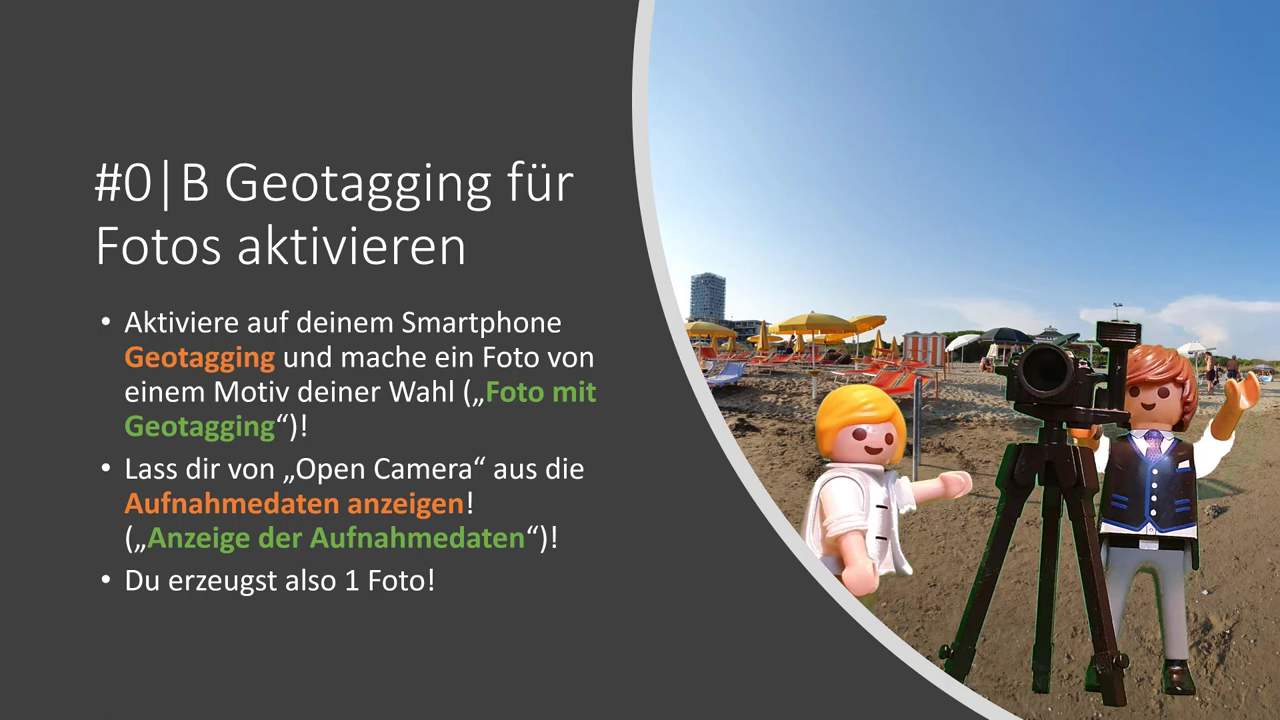 #0|B Geotagging für
Fotos aktivieren
• Aktiviere auf deinem Smartphone
Geotagging und mache ein Foto von
einem Motiv deiner Wahl („Foto mit
Geotagging“)!
• Lass dir von „Open Camera“ aus die
Aufnahmedaten anzeigen!
(„Anzeige der Aufnahmedaten“)!
• Du erzeugst also 1 Foto!